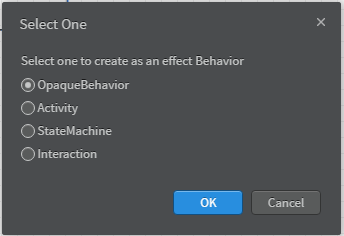 Select One
Select one to create as an effect Behavior
OpaqueBehavior
Activity
StateMachine
Interaction
OK Cancel